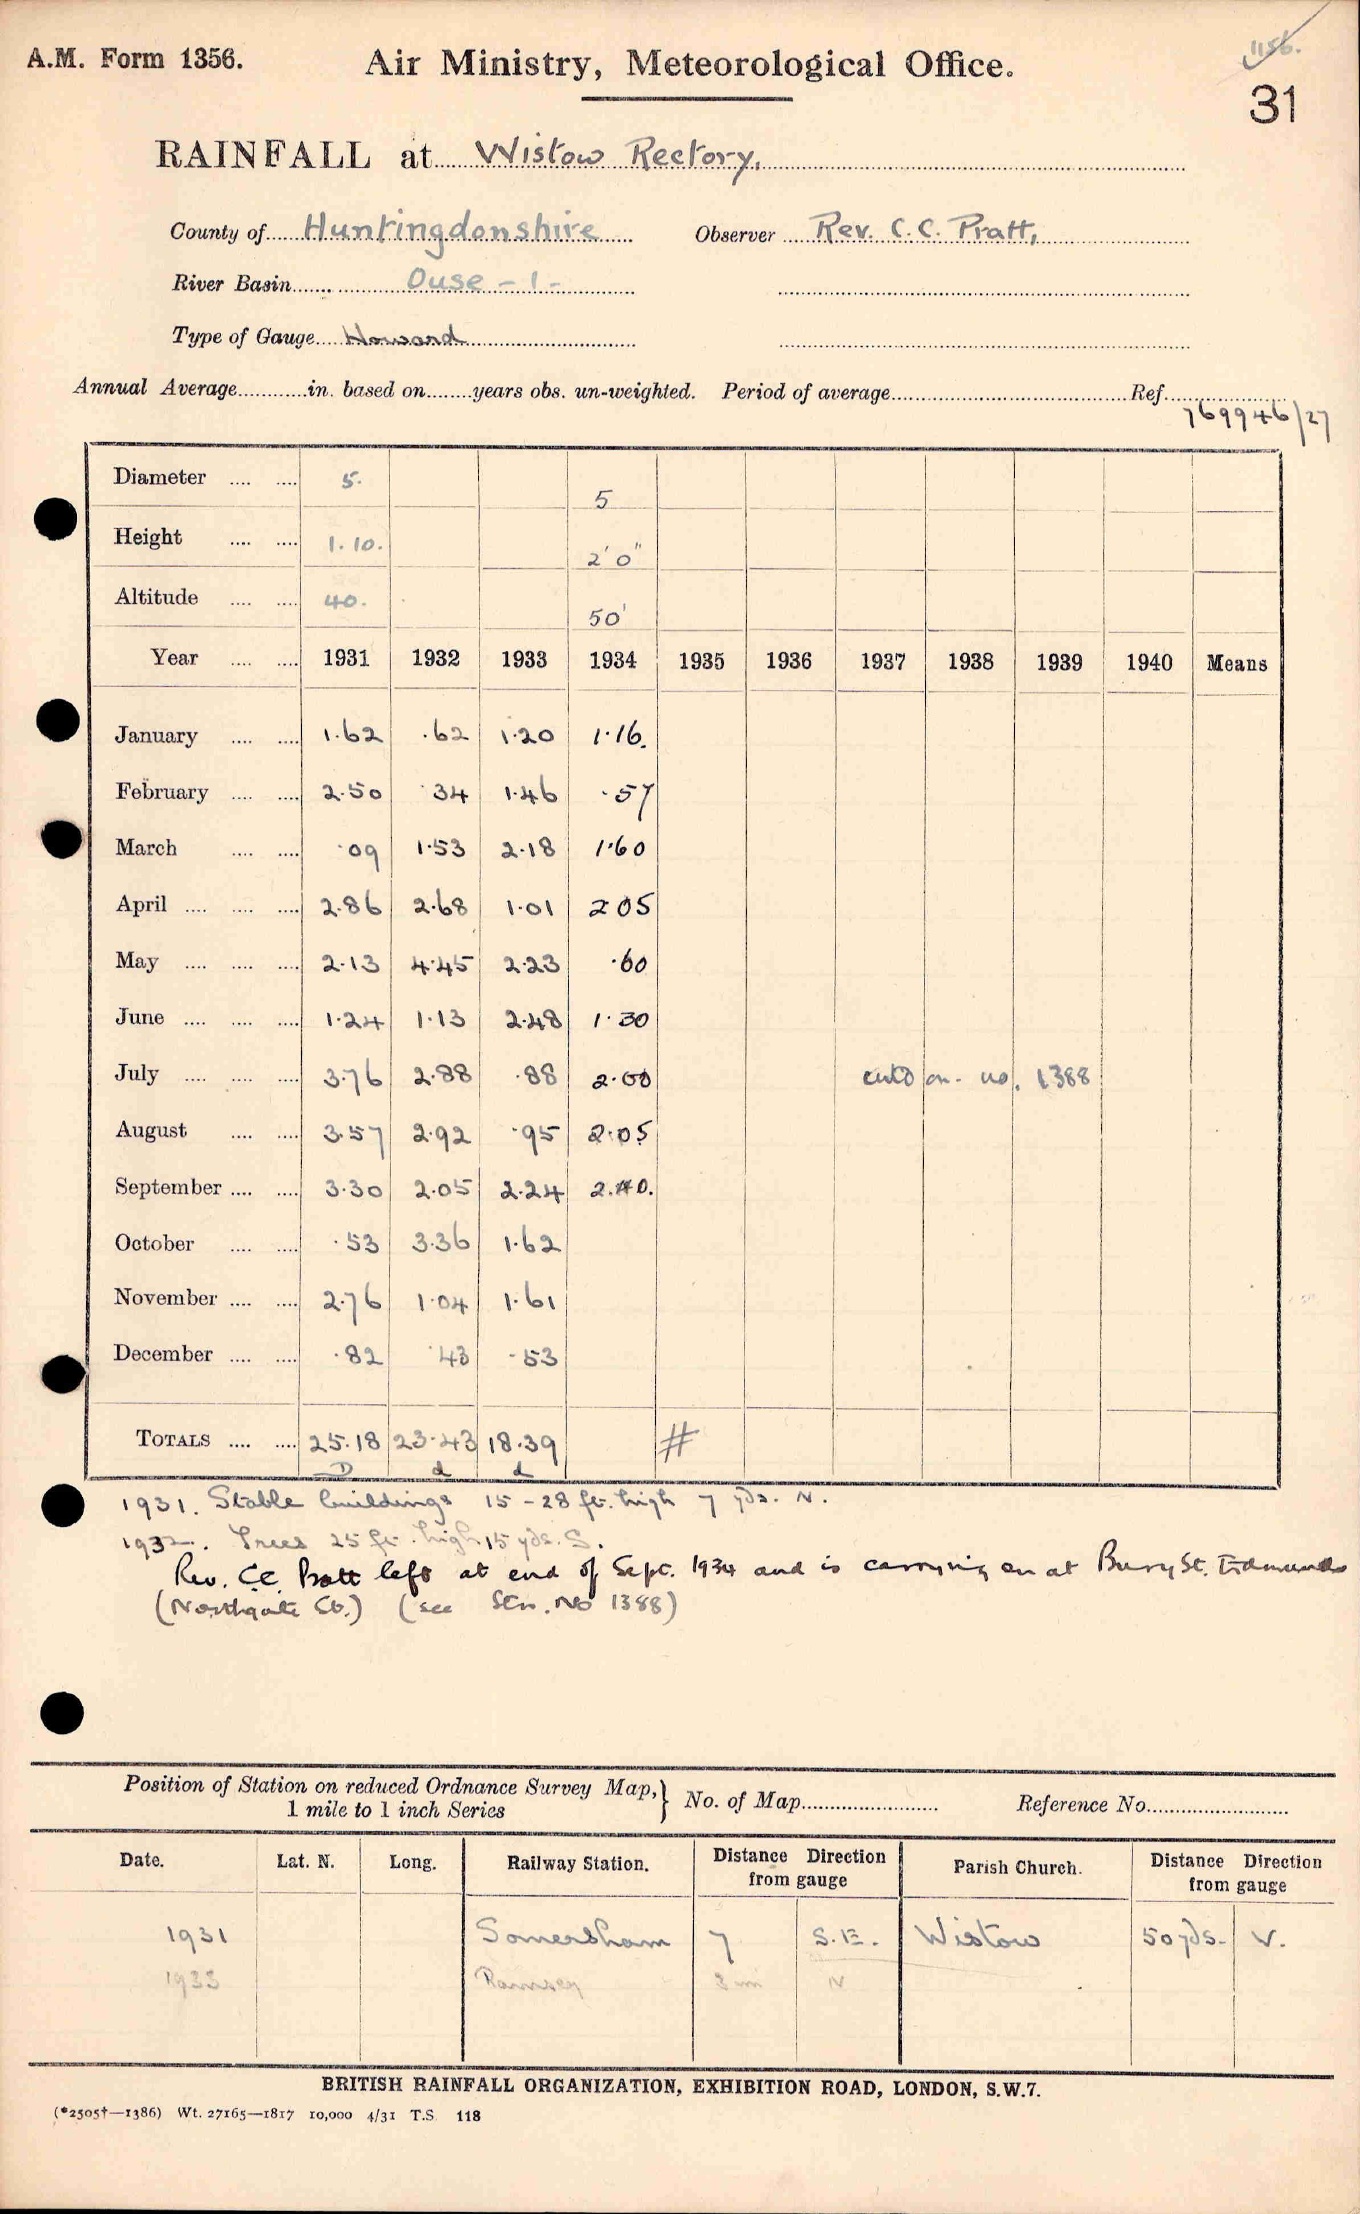 1156.
A.M. Form 1356.
Air Ministry, Meteorological Office.
31
RAINFALL at Wistow Rectory,
County of Huntingdonshire Observer Rev. C.C. Pratt,
River Basin Ouse - 1 -
Type of Gauge Howard
Annual Average in. based on years obs. un-weighted. Period of average Ref.
769946/27
Diameter 5. 5
Height 1.10. 2' 0"
Altitude 40. 50'
Year 1931 1932 1933 1934 1935 1936 1937 1938 1939 1940 Means
January 1.62 .62 1.20 1.16.
February 2.50 .34 1.46 .57
March .09 1.53 2.18 1.60
April 2.86 2.68 1.01 2 05
May 2.13 4.45 2.23 .60
June 1.24 1.13 2.48 1.30
July 3.76 2.88 .88 2.00 cntd on. no. 1388
August 3.57 2.92 .95 2.05
September 3.30 2.05 2.24 2.40.
October .53 3.36 1.62
November 2.76 1.04 1.61
December .82 .43 .53
TOTALS 25.18 23.43 18.39 #
D d d
1931. Stable buildings 15 - 28 ft. high 7 yds. N.
1932. Trees 25 ft. high 15 yds. S.
Rev. CC. Pratt left at end of Sept. 1934 and is carrying on at Bury St. Edmunds
(Northgate St.) (see Stn. No 1388)
Position of Station on reduced Ordnance Survey Map, } No. of Map Reference No.
1 mile to 1 inch Series
Date. Lat. N. Long. Railway Station. Distance Direction from gauge Parish Church. Distance Direction from gauge
1931 Somersham 7 S.E. Wistow 50 yds. V.
1933 Ramsey 3 m N
BRITISH RAINFALL ORGANIZATION, EXHIBITION ROAD, LONDON, S.W.7.
(*2505†—1386) Wt. 27165—1817 10,000 4/31 T.S. 118